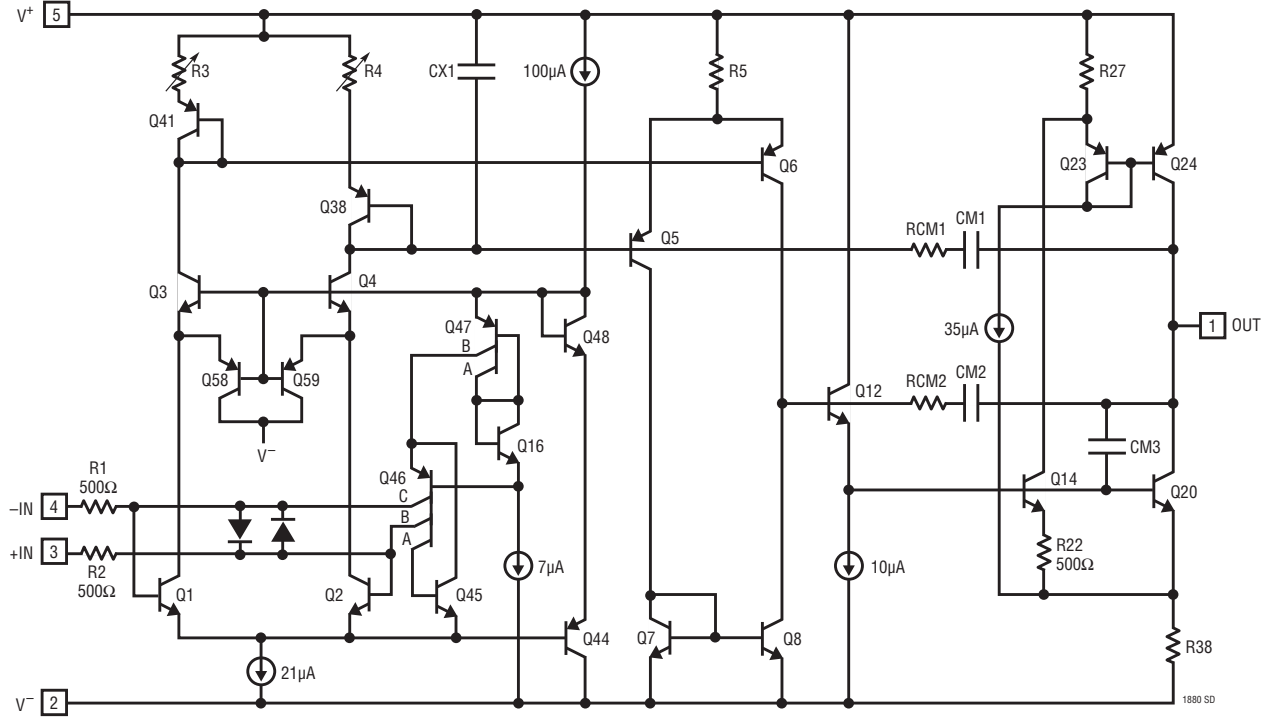 V+ 5
R3
R4
CX1
100µA
R5
R27
Q41
Q6
Q23
Q24
Q38
Q5
RCM1
CM1
Q3
Q4
Q47
B
A
Q48
35µA
1 OUT
Q58
Q59
V−
Q16
Q12
RCM2
CM2
CM3
R1
500Ω
−IN 4
Q46
C
B
A
Q14
Q20
+IN 3
R2
500Ω
7µA
10µA
R22
500Ω
Q1
Q2
Q45
Q44
Q7
Q8
R38
21µA
V− 2
1880 SD